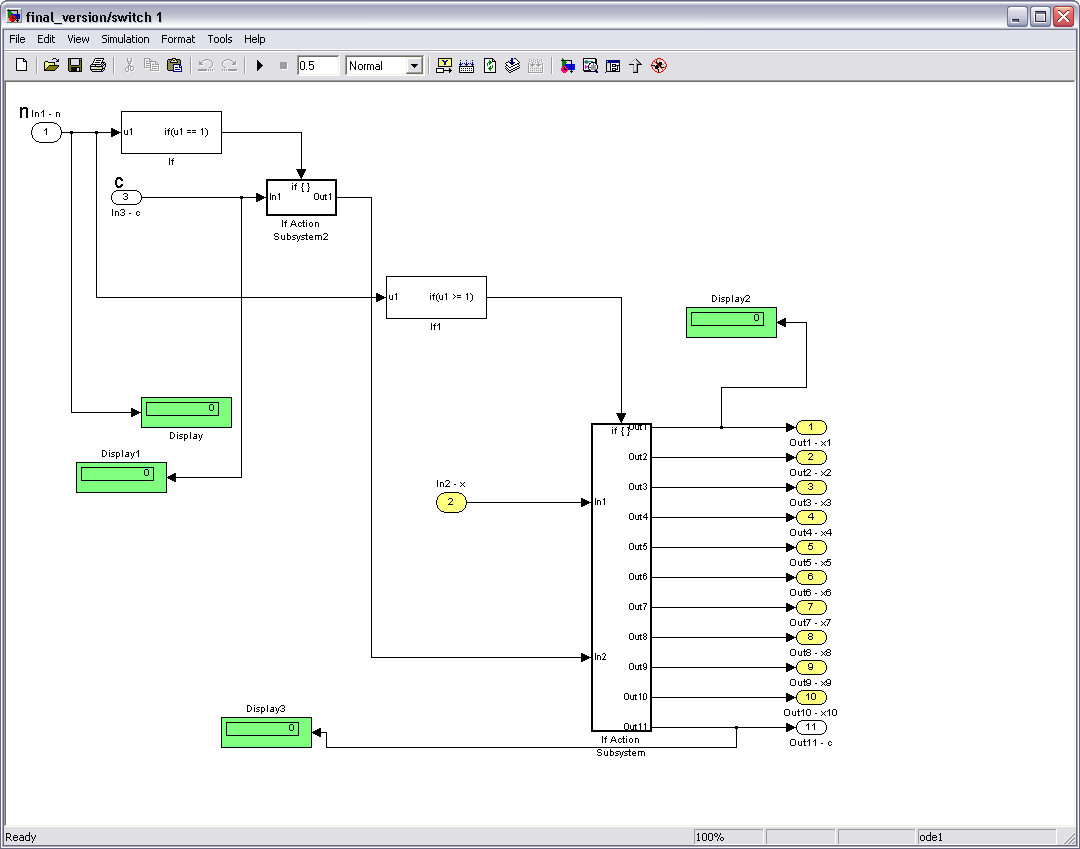 final_version/switch 1
File Edit View Simulation Format Tools Help
0.5 Normal
n In1 - n
1
u1 if(u1 == 1)
If
c
3
In3 - c
if { }
In1 Out1
If Action
Subsystem2
u1 if(u1 >= 1)
If1
Display2
0
0
Display
Display1
0
In2 - x
2
if { }
In1
In2
Out1
Out2
Out3
Out4
Out5
Out6
Out7
Out8
Out9
Out10
Out11
If Action
Subsystem
1
Out1 - x1
2
Out2 - x2
3
Out3 - x3
4
Out4 - x4
5
Out5 - x5
6
Out6 - x6
7
Out7 - x7
8
Out8 - x8
9
Out9 - x9
10
Out10 - x10
11
Out11 - c
Display3
0
Ready 100% ode1